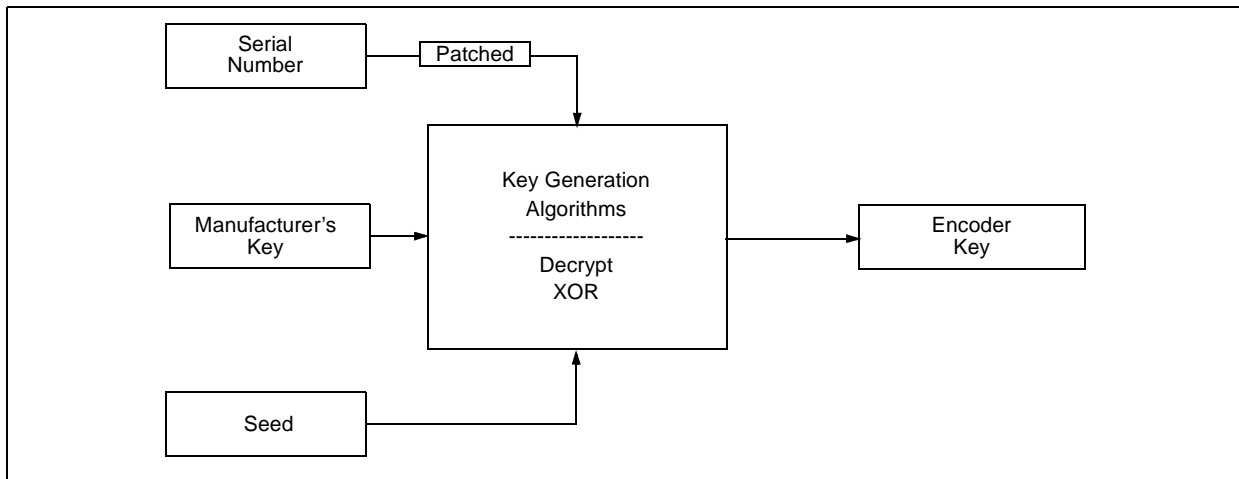 Serial
Number
Patched
Key Generation
Algorithms
-------------------
Decrypt
XOR
Manufacturer’s
Key
Encoder
Key
Seed